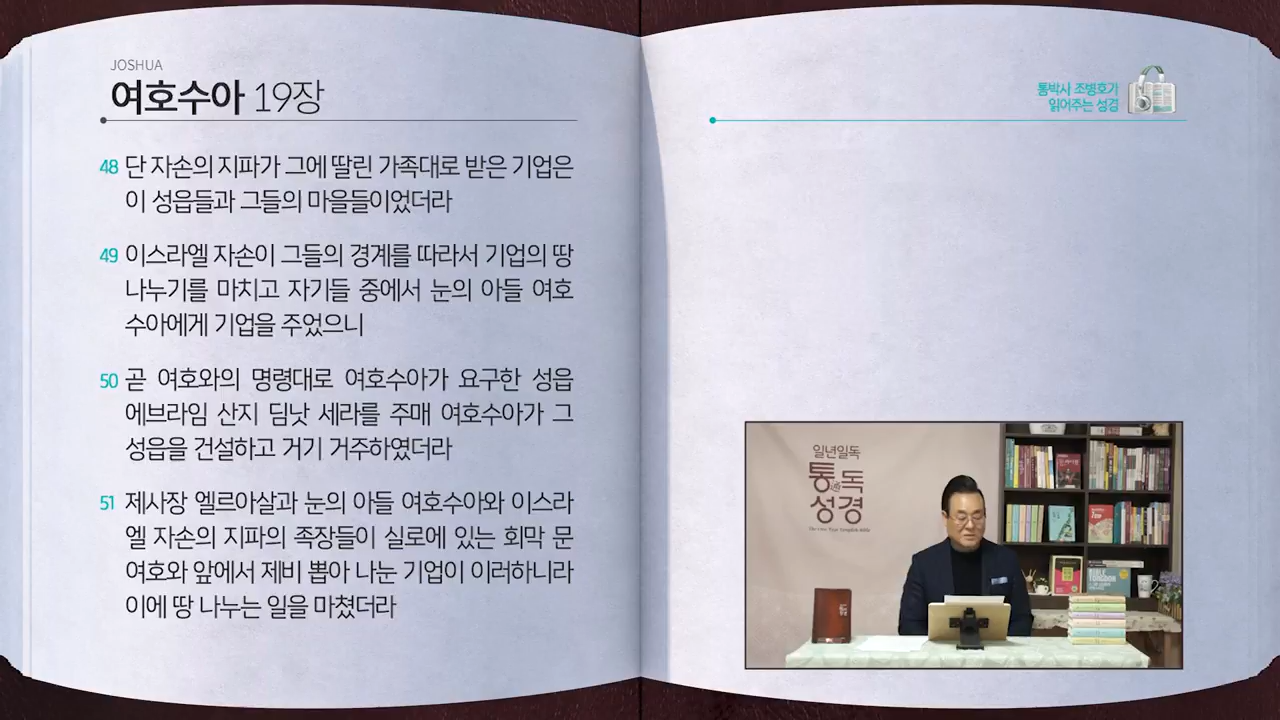 JOSHUA
여호수아 19장
48 단 자손의 지파가 그에 딸린 가족대로 받은 기업은
이 성읍들과 그들의 마을들이었더라
49 이스라엘 자손이 그들의 경계를 따라서 기업의 땅
나누기를 마치고 자기들 중에서 눈의 아들 여호
수아에게 기업을 주었으니
50 곧 여호와의 명령대로 여호수아가 요구한 성읍
에브라임 산지 딤낫 세라를 주매 여호수아가 그
성읍을 건설하고 거기 거주하였더라
51 제사장 엘르아살과 눈의 아들 여호수아와 이스라
엘 자손의 지파의 족장들이 실로에 있는 회막 문
여호와 앞에서 제비 뽑아 나눈 기업이 이러하니라
이에 땅 나누는 일을 마쳤더라
통박사 조병호가
읽어주는 성경
일년일독
통독
성경